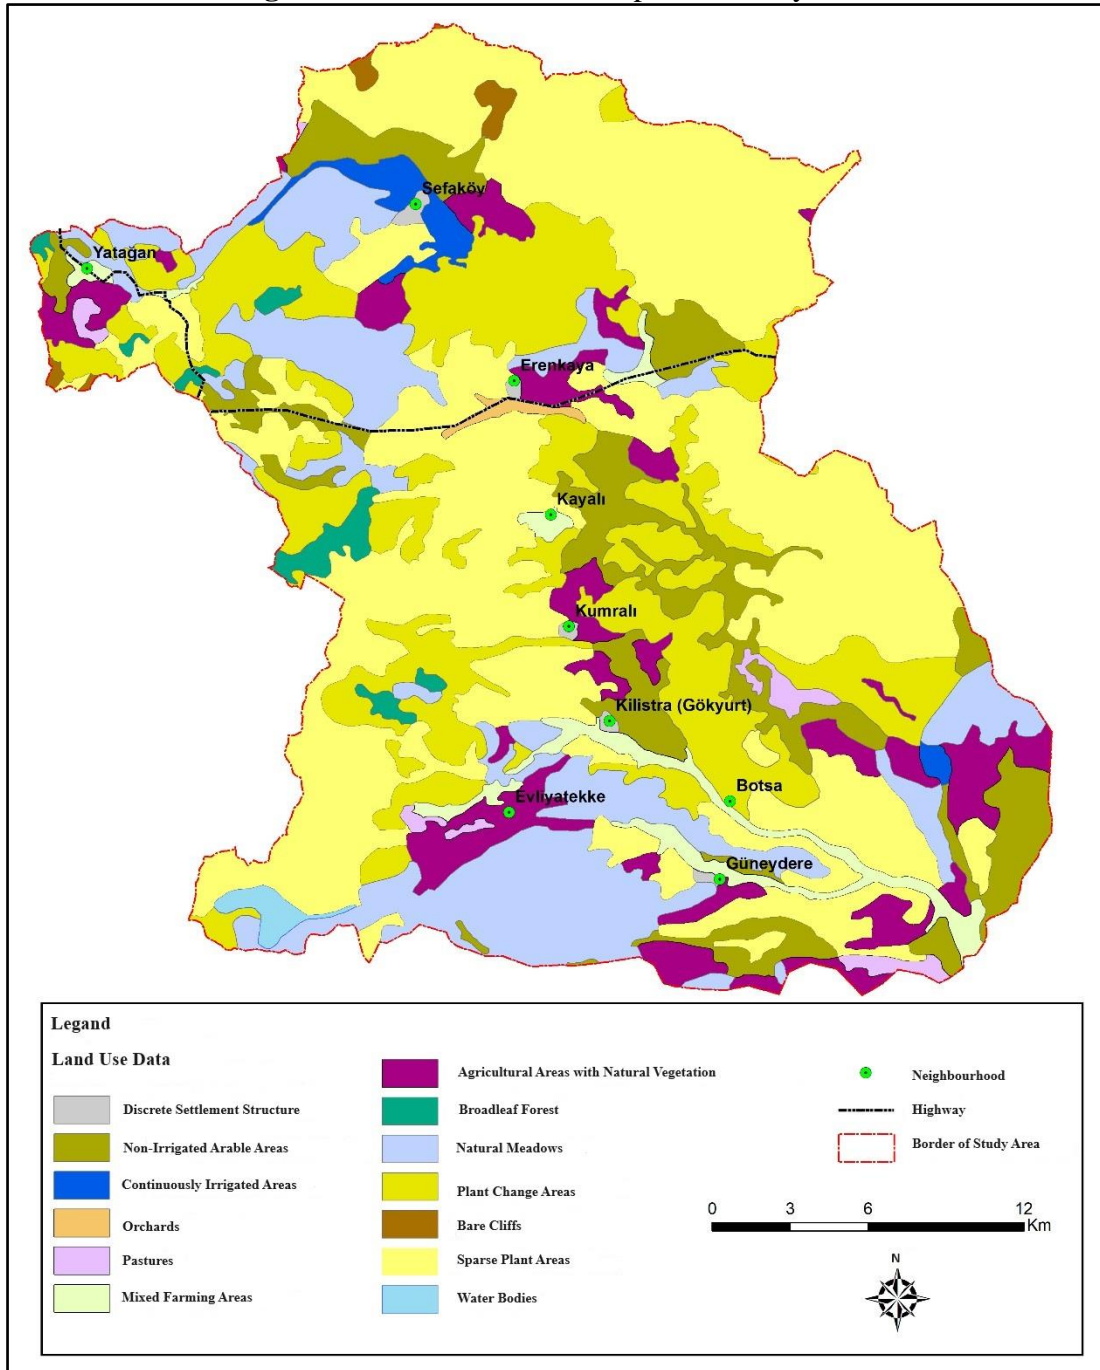 Sefaköy
Yatağan
Erenkaya
Kayalı
Kumralı
Kilistra (Gökyurt)
Botsa
Evliyatekke
Güneydere
Legand
Land Use Data
Discrete Settlement Structure
Non-Irrigated Arable Areas
Continuously Irrigated Areas
Orchards
Pastures
Mixed Farming Areas
Agricultural Areas with Natural Vegetation
Broadleaf Forest
Natural Meadows
Plant Change Areas
Bare Cliffs
Sparse Plant Areas
Water Bodies
Neighbourhood
Highway
Border of Study Area
0 3 6 12
Km
N